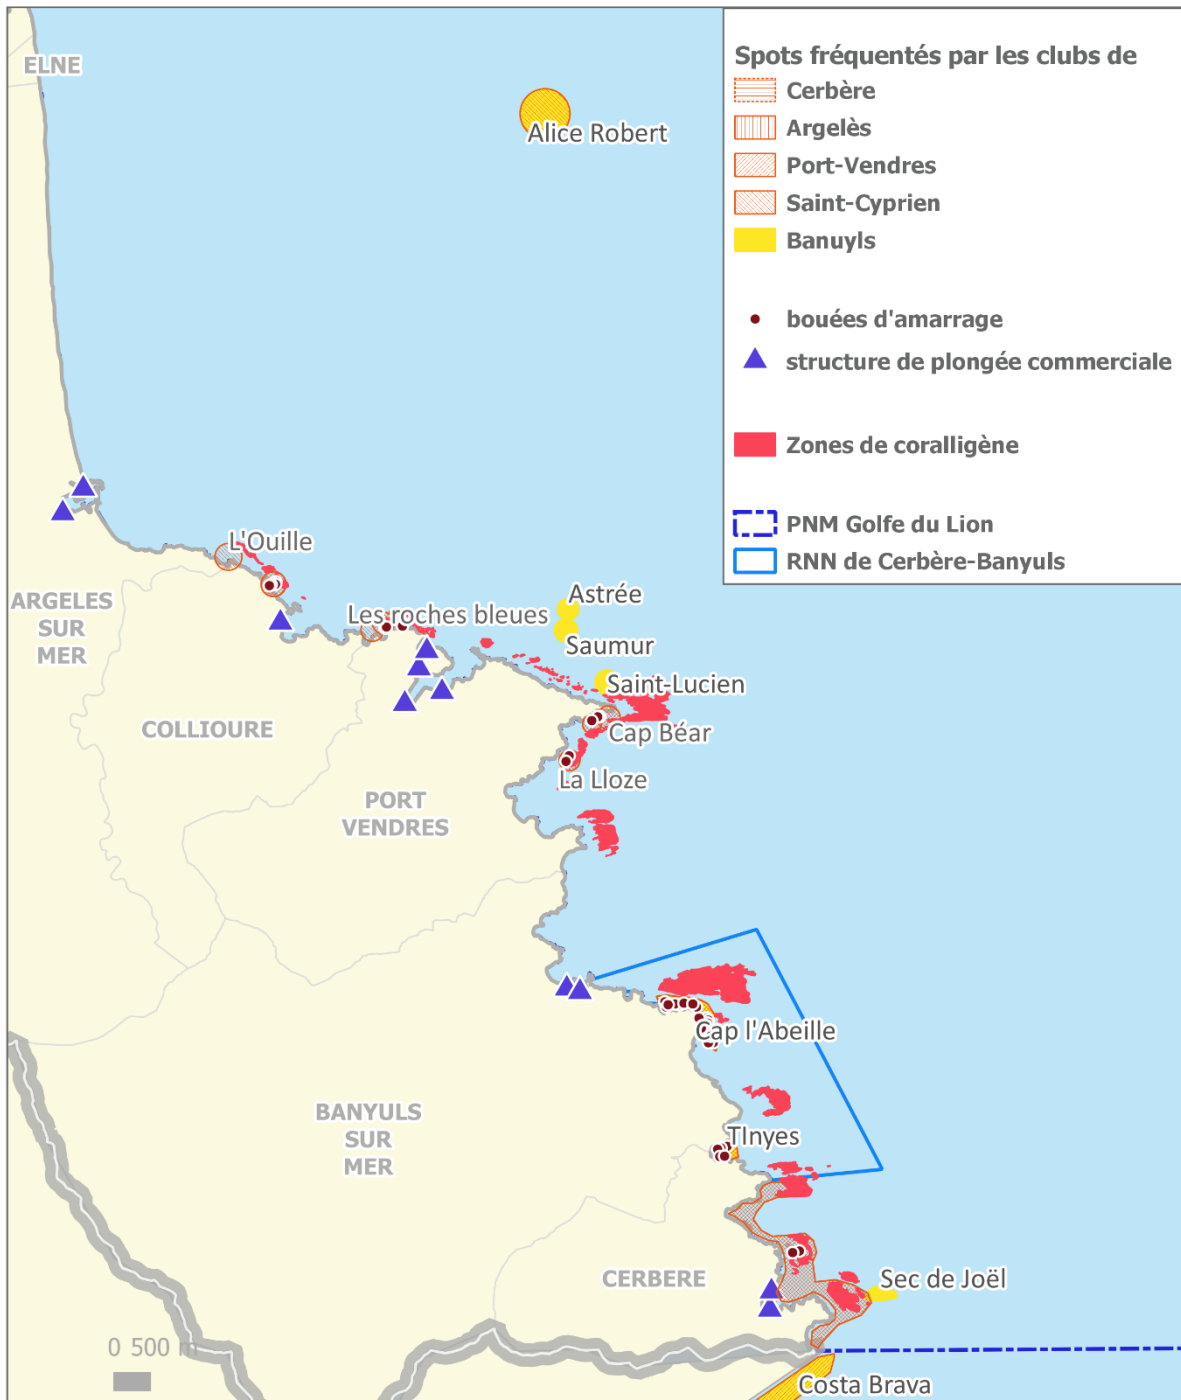 ELNE
Alice Robert
Spots fréquentés par les clubs de
Cerbère
Argelès
Port-Vendres
Saint-Cyprien
Banuyls
bouées d'amarrage
structure de plongée commerciale
Zones de coralligène
PNM Golfe du Lion
RNN de Cerbère-Banyuls
L'Ouille
ARGELES
SUR
MER
Les roches bleues
Astrée
Saumur
Saint-Lucien
COLLIOURE
Cap Béar
La Lloze
PORT
VENDRES
Cap l'Abeille
BANYULS
SUR
MER
TInyes
CERBERE
Sec de Joël
0 500 m
Costa Brava